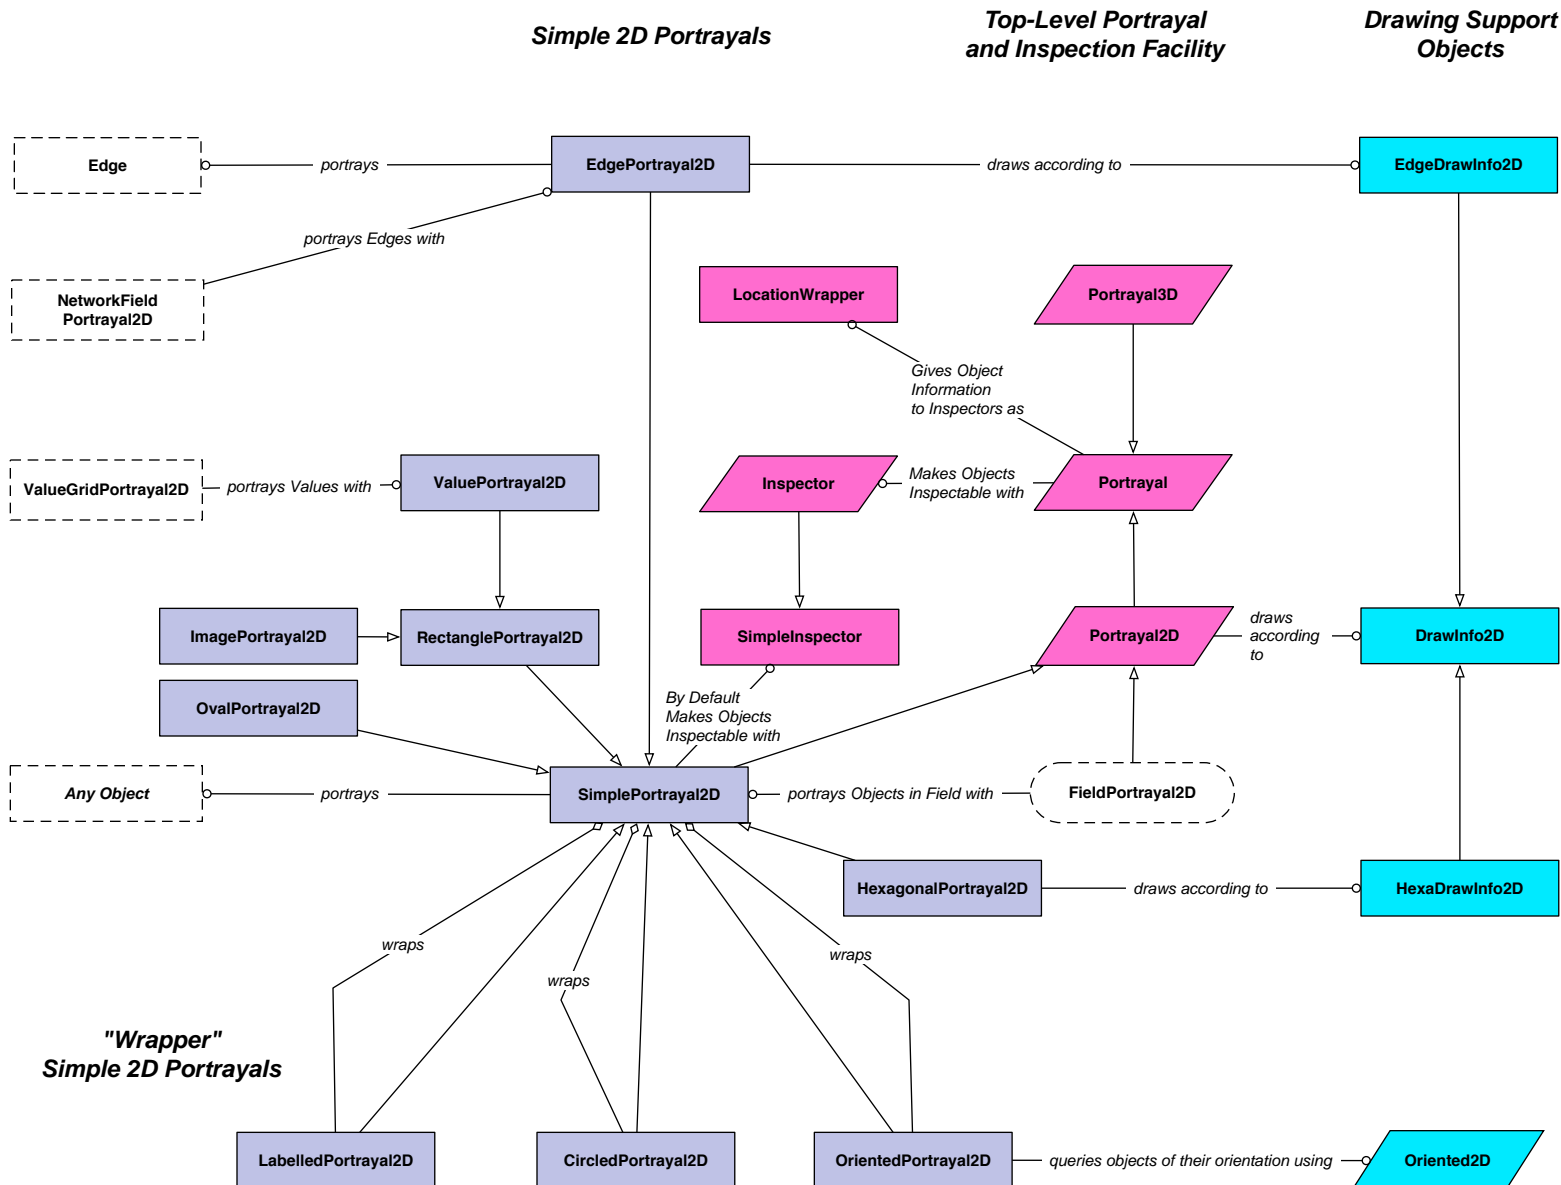 Simple 2D Portrayals
Top-Level Portrayal
and Inspection Facility
Drawing Support
Objects
Edge
portrays
EdgePortrayal2D
draws according to
EdgeDrawInfo2D
portrays Edges with
NetworkField
Portrayal2D
LocationWrapper
Portrayal3D
Gives Object
Information
to Inspectors as
ValueGridPortrayal2D
portrays Values with
ValuePortrayal2D
Inspector
Makes Objects
Inspectable with
Portrayal
ImagePortrayal2D
RectanglePortrayal2D
SimpleInspector
Portrayal2D
draws
according
to
DrawInfo2D
OvalPortrayal2D
By Default
Makes Objects
Inspectable with
Any Object
portrays
SimplePortrayal2D
portrays Objects in Field with
FieldPortrayal2D
HexagonalPortrayal2D
draws according to
HexaDrawInfo2D
wraps
wraps
wraps
"Wrapper"
Simple 2D Portrayals
LabelledPortrayal2D
CircledPortrayal2D
OrientedPortrayal2D
queries objects of their orientation using
Oriented2D